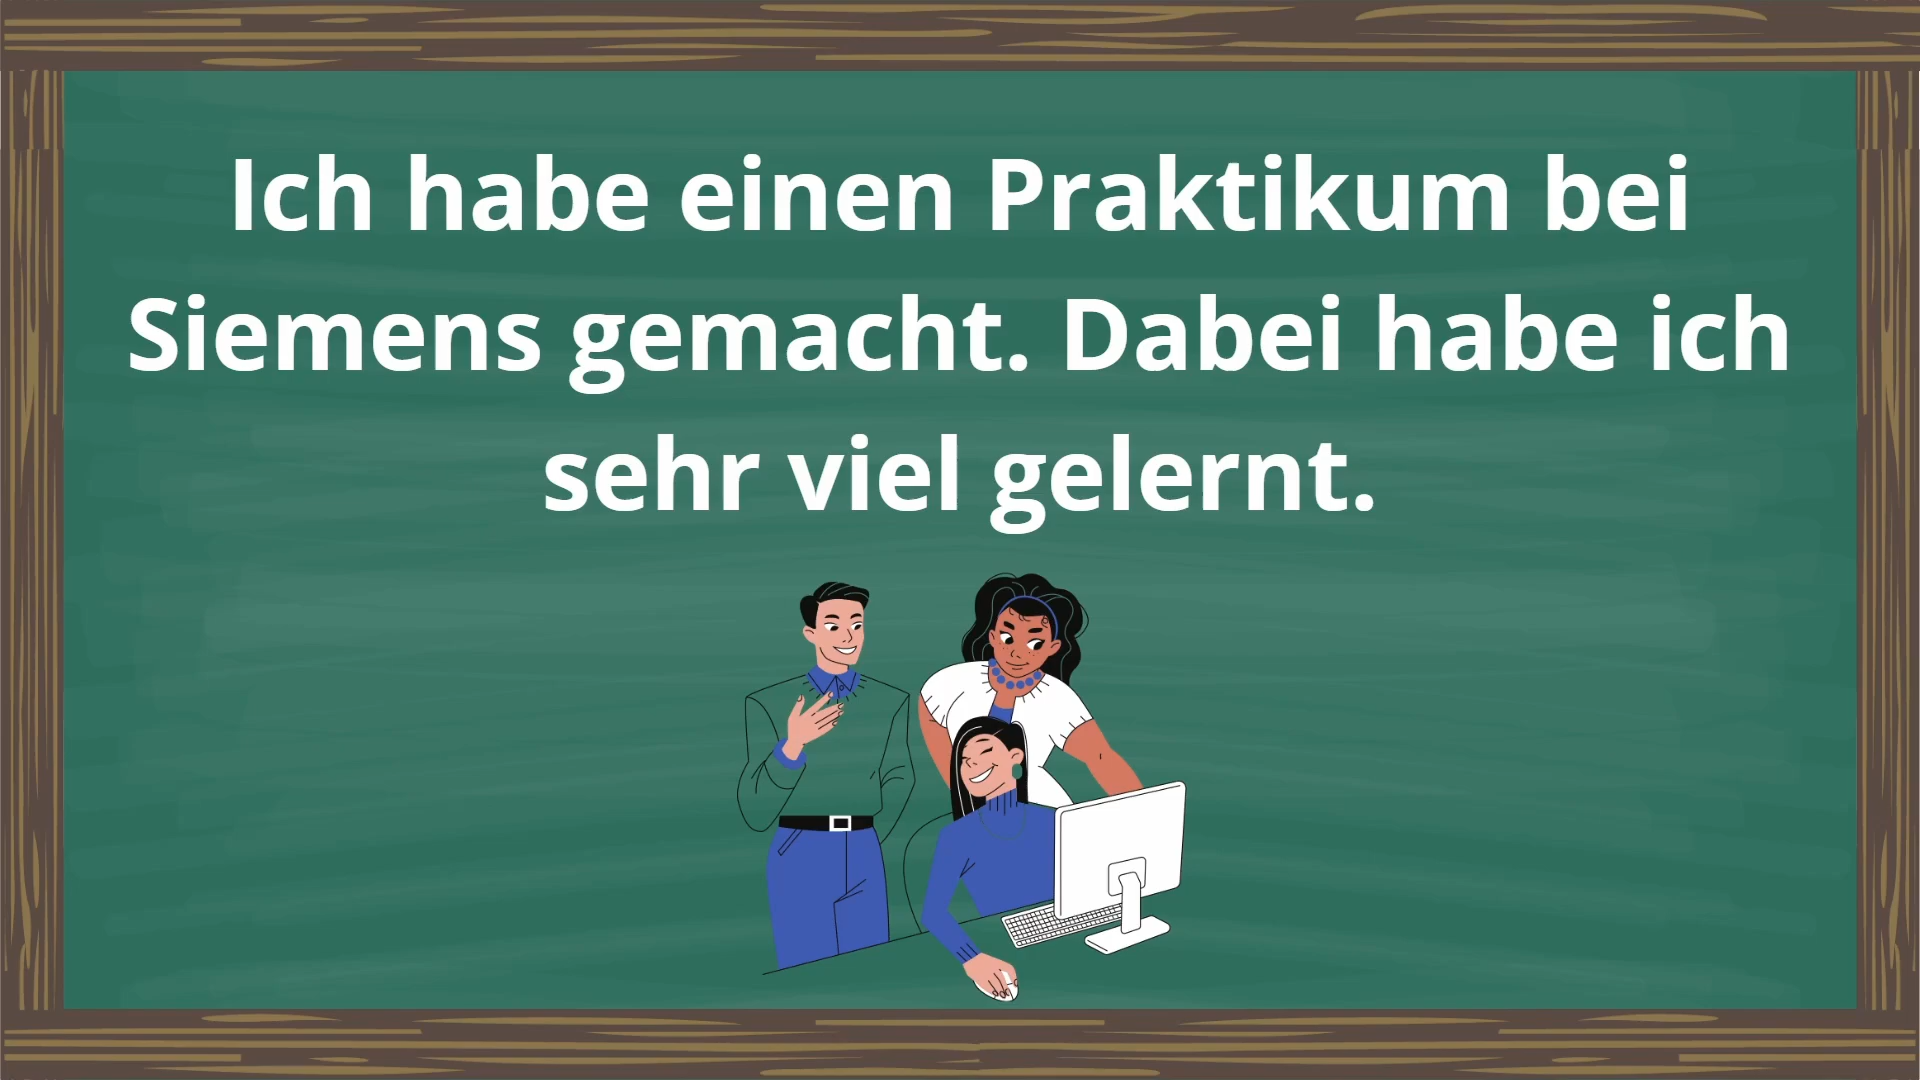 Ich habe einen Praktikum bei
Siemens gemacht. Dabei habe ich
sehr viel gelernt.